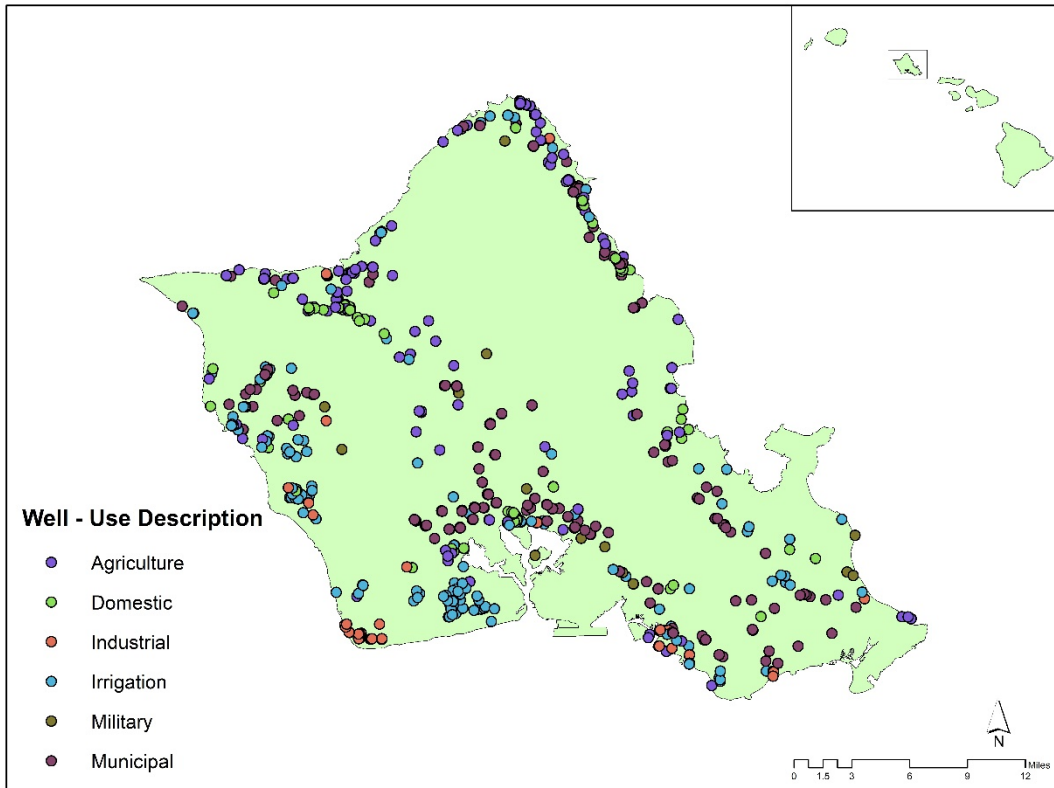 Well - Use Description
Agriculture
Domestic
Industrial
Irrigation
Military
Municipal
N
Miles
0 1.5 3 6 9 12